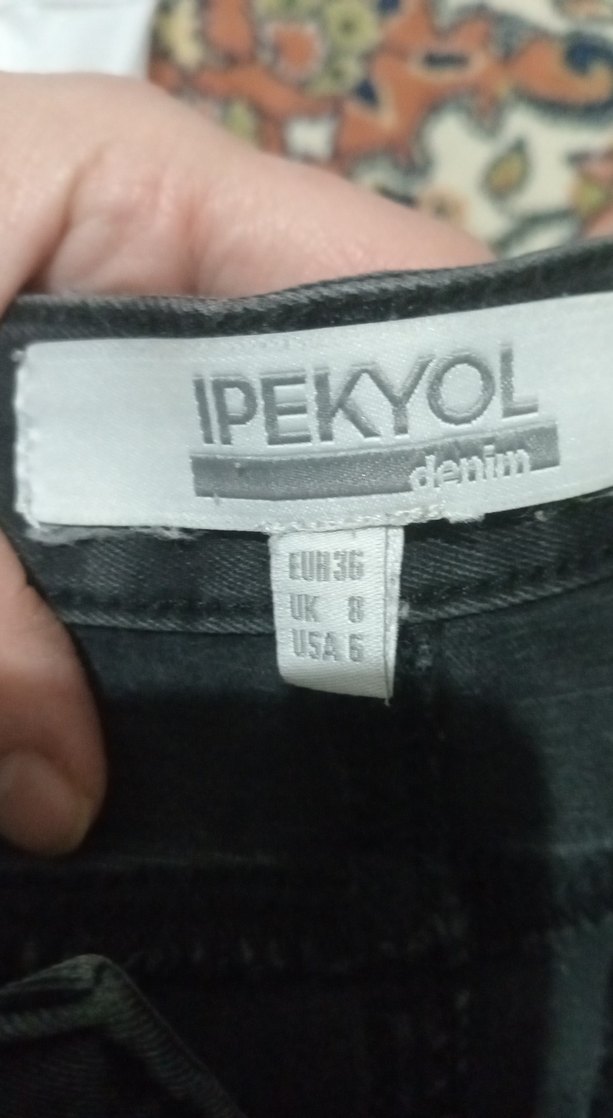 IPEKYOL
denim
EUR 36
UK 8
USA 6